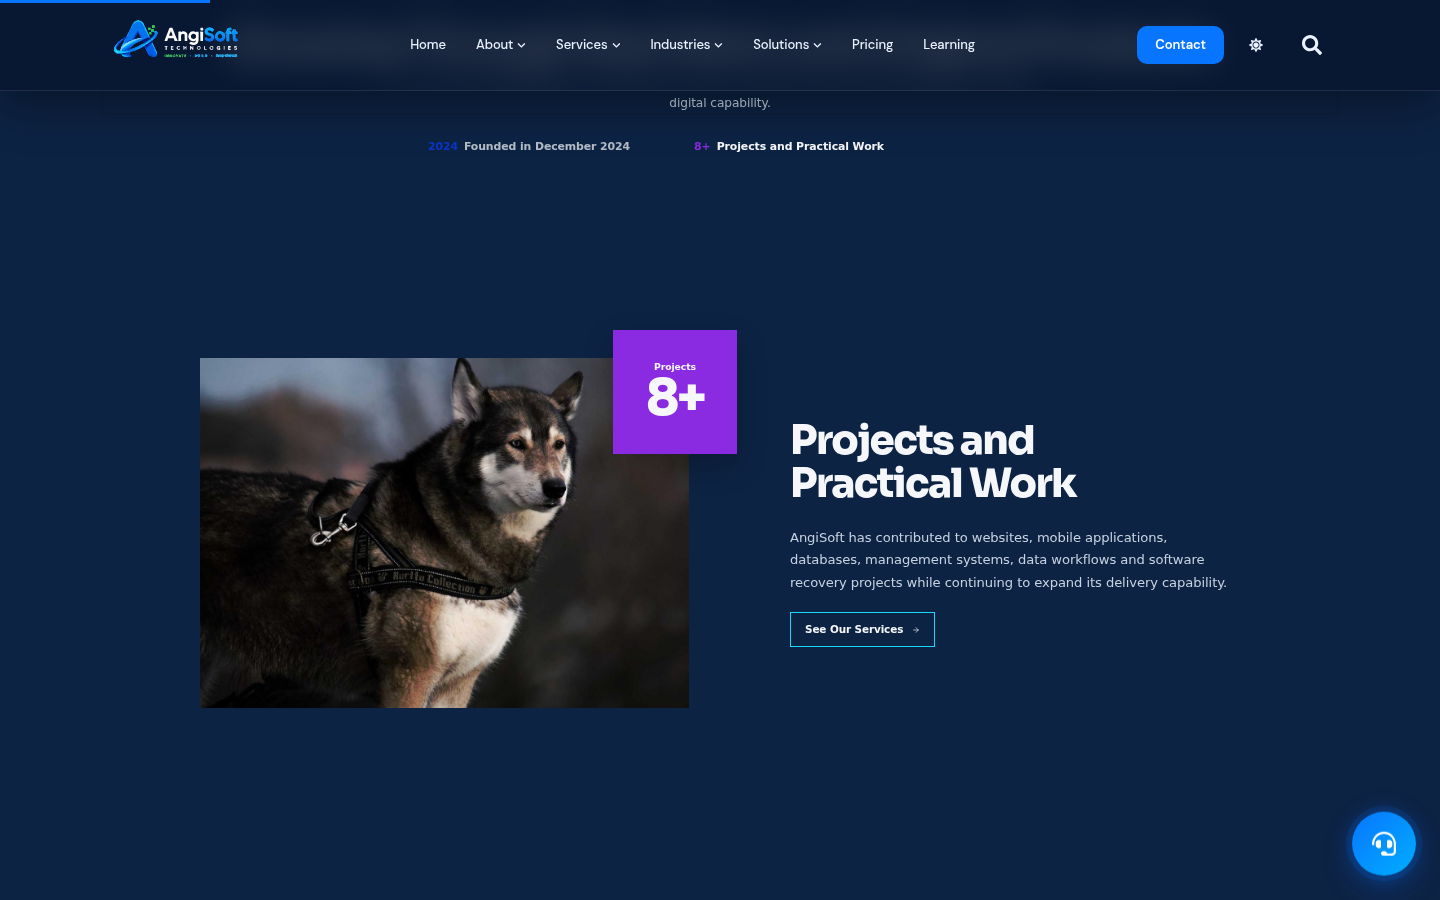 AngiSoft
TECHNOLOGIES
Home
About
Services
Industries
Solutions
Pricing
Learning
Contact
digital capability.
2024 Founded in December 2024
8+ Projects and Practical Work
Projects
8+
Projects and
Practical Work
AngiSoft has contributed to websites, mobile applications,
databases, management systems, data workflows and software
recovery projects while continuing to expand its delivery capability.
See Our Services →